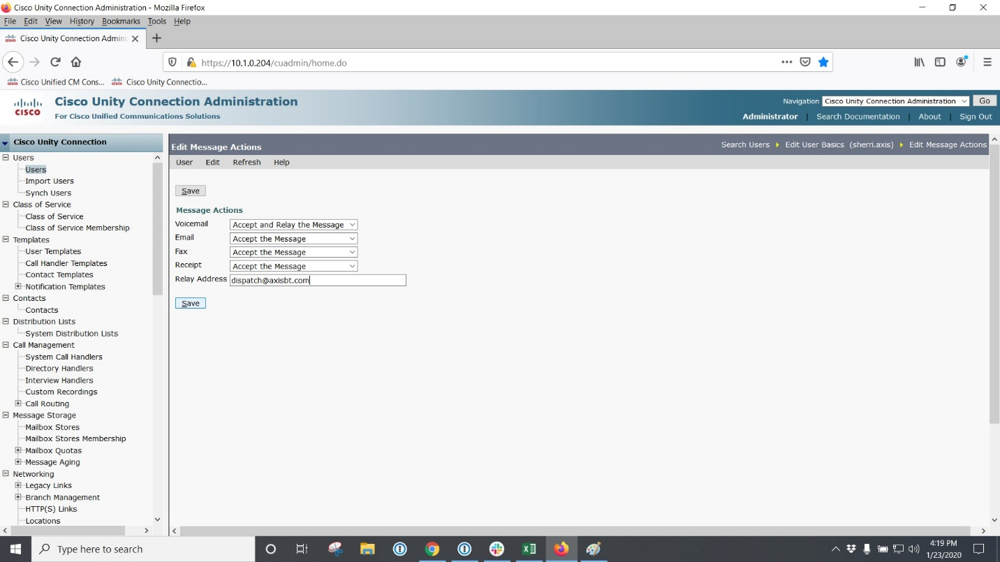 Cisco Unity Connection Administration - Mozilla Firefox
File Edit View History Bookmarks Tools Help
Cisco Unity Connection Admini
https://10.1.0.204/cuadmin/home.do
Cisco Unified CM Cons... Cisco Unity Connectio...
CISCO
Cisco Unity Connection Administration
For Cisco Unified Communications Solutions
Navigation Cisco Unity Connection Administration Go
Administrator | Search Documentation | About | Sign Out
Cisco Unity Connection
Users
Users
Import Users
Synch Users
Class of Service
Class of Service
Class of Service Membership
Templates
User Templates
Call Handler Templates
Contact Templates
Notification Templates
Contacts
Contacts
Distribution Lists
System Distribution Lists
Call Management
System Call Handlers
Directory Handlers
Interview Handlers
Custom Recordings
Call Routing
Message Storage
Mailbox Stores
Mailbox Stores Membership
Mailbox Quotas
Message Aging
Networking
Legacy Links
Branch Management
HTTP(S) Links
Locations
Edit Message Actions
Search Users Edit User Basics (sherri.axis) Edit Message Actions
User Edit Refresh Help
Save
Message Actions
Voicemail Accept and Relay the Message
Email Accept the Message
Fax Accept the Message
Receipt Accept the Message
Relay Address dispatch@axisbt.com
Save
Type here to search
4:19 PM
1/23/2020